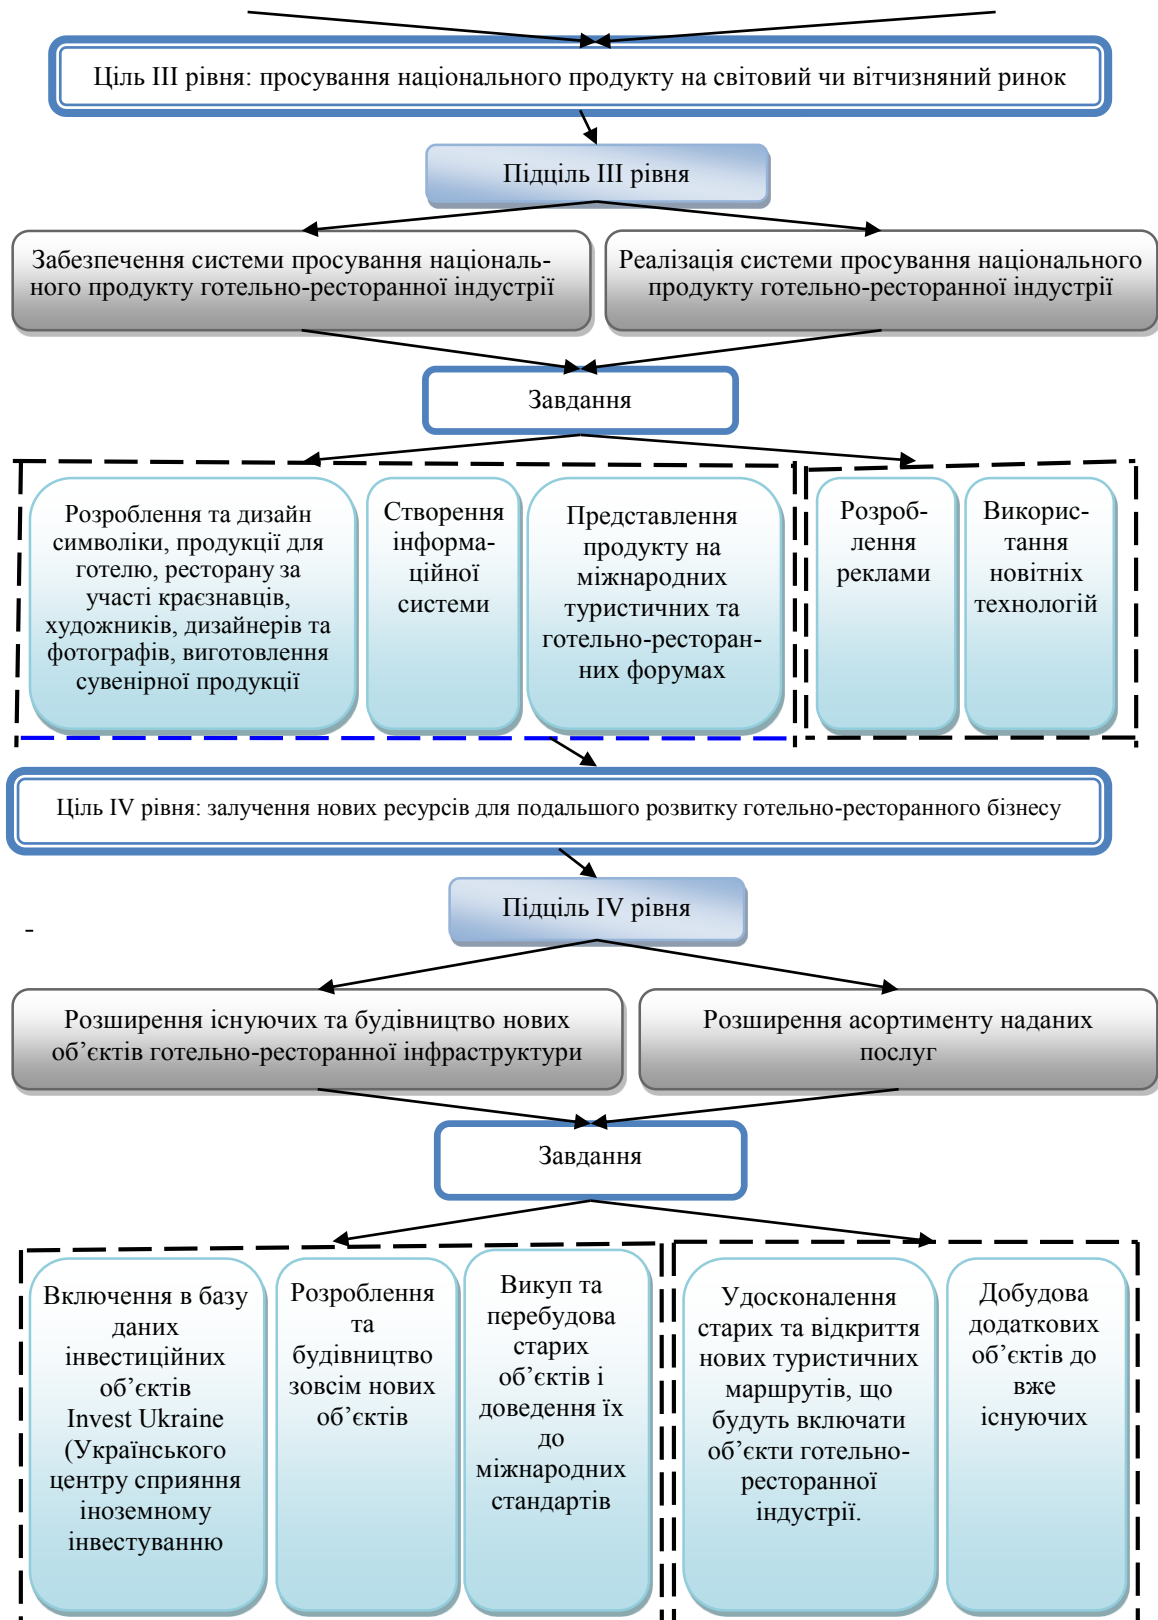 Ціль III рівня: просування національного продукту на світовий чи вітчизняний ринок
Підціль III рівня
Забезпечення системи просування національ-
ного продукту готельно-ресторанної індустрії
Реалізація системи просування національного
продукту готельно-ресторанної індустрії
Завдання
Розроблення та дизайн
символіки, продукції для
готелю, ресторану за
участі краєзнавців,
художників, дизайнерів та
фотографів, виготовлення
сувенірної продукції
Створення
інформа-
ційної
системи
Представлення
продукту на
міжнародних
туристичних та
готельно-ресторан-
них форумах
Розроб-
лення
реклами
Викорис-
тання
новітніх
технологій
Ціль IV рівня: залучення нових ресурсів для подальшого розвитку готельно-ресторанного бізнесу
Підціль IV рівня
-
Розширення існуючих та будівництво нових
об’єктів готельно-ресторанної інфраструктури
Розширення асортименту наданих
послуг
Завдання
Включення в базу
даних
інвестиційних
об’єктів
Invest Ukraine
(Українського
центру сприяння
іноземному
інвестуванню
Розроблення
та
будівництво
зовсім нових
об’єктів
Викуп та
перебудова
старих
об’єктів і
доведення їх
до
міжнародних
стандартів
Удосконалення
старих та відкриття
нових туристичних
маршрутів, що
будуть включати
об’єкти готельно-
ресторанної
індустрії.
Добудова
додаткових
об’єктів до
вже
існуючих